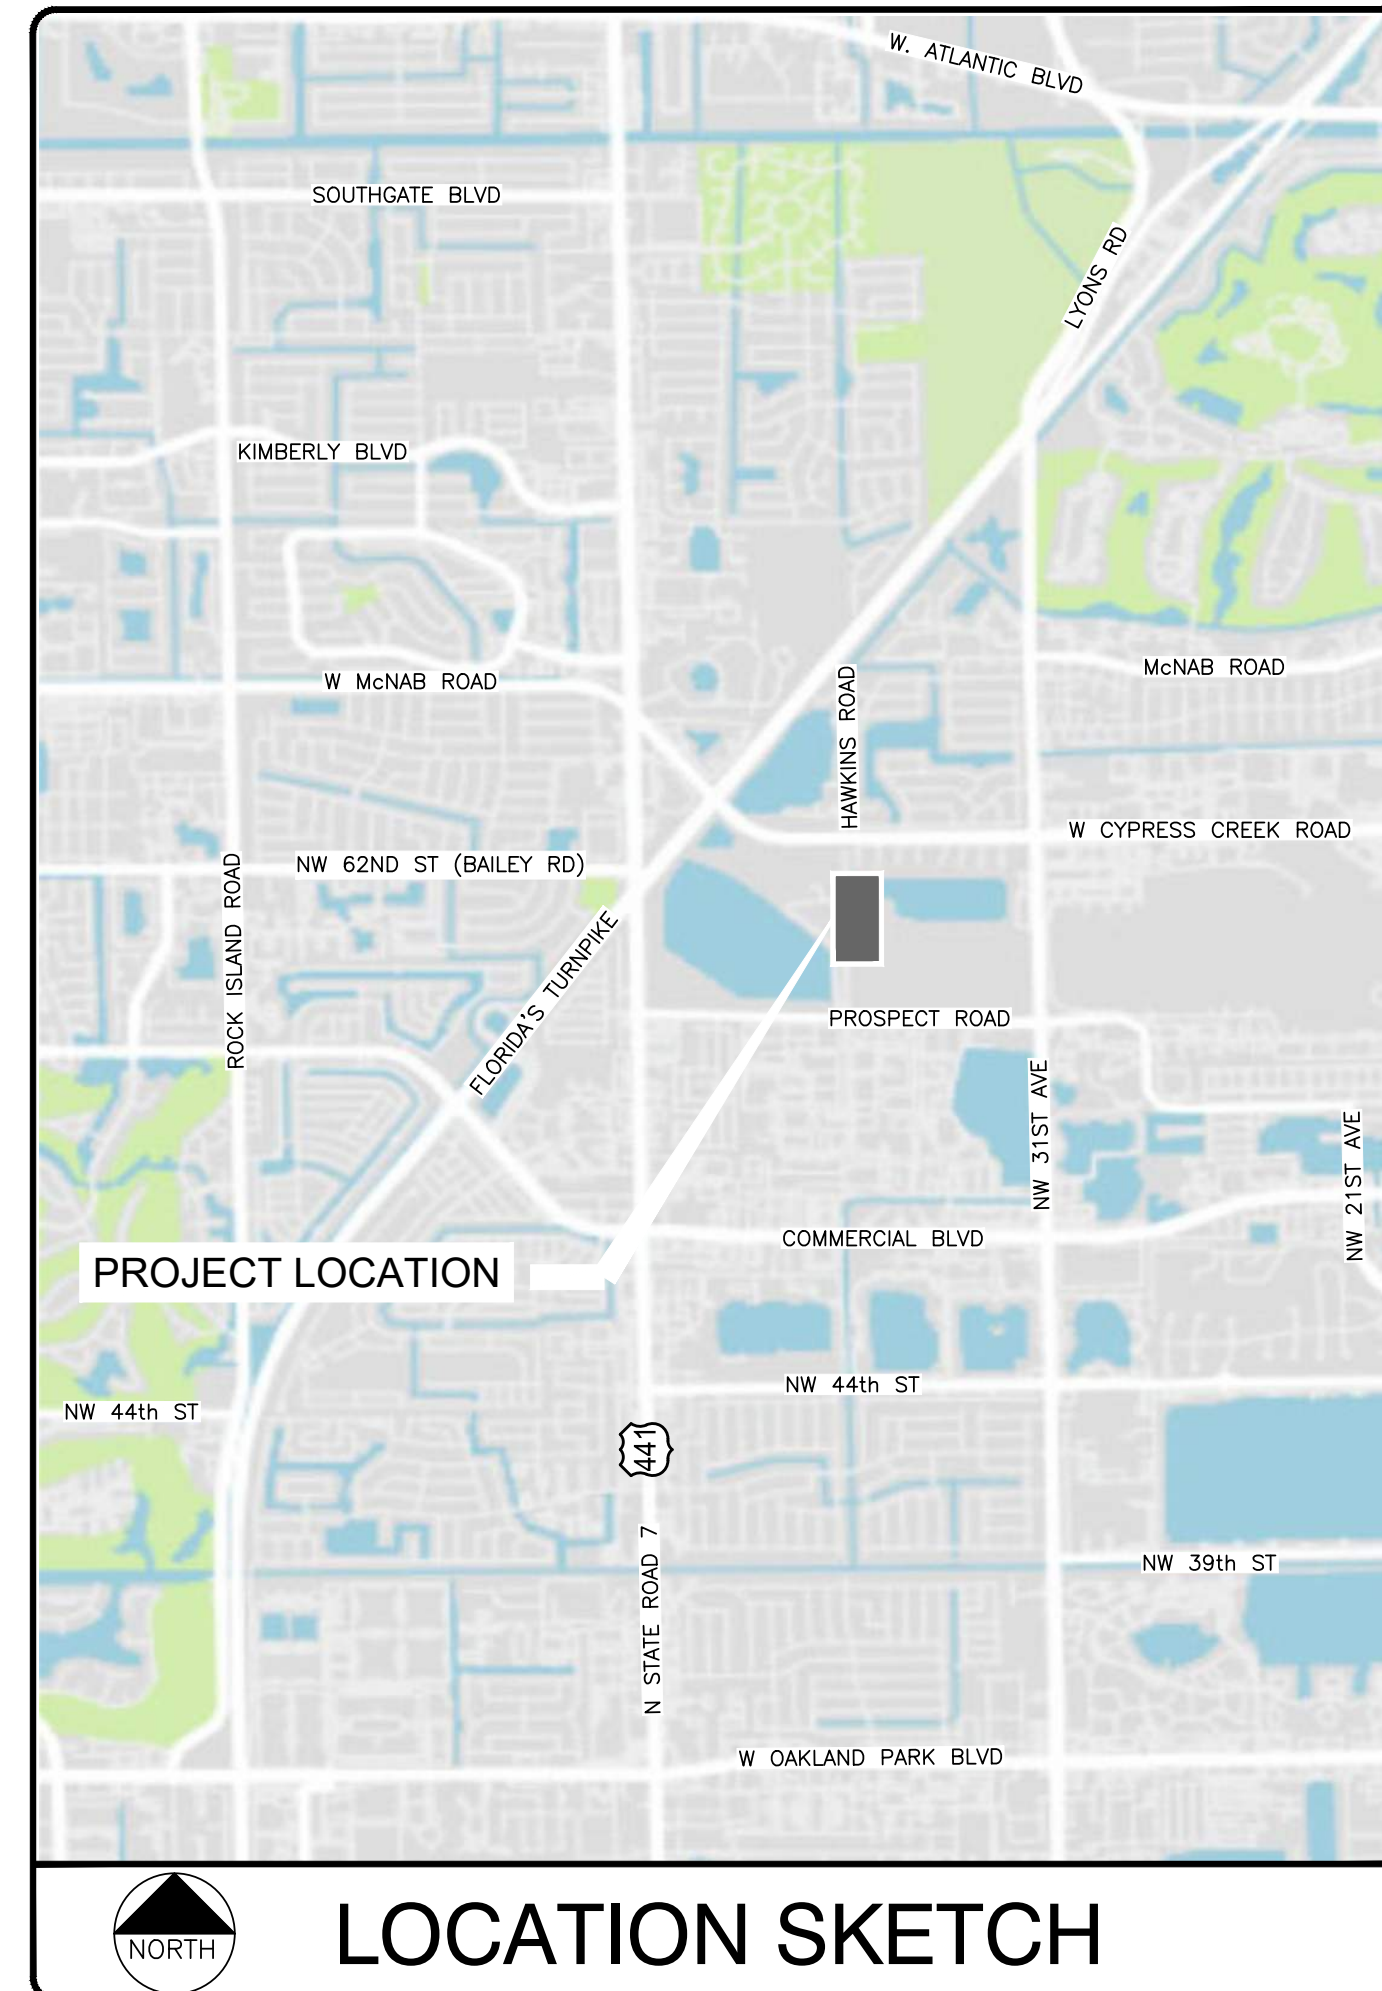 W. ATLANTIC BLVD
SOUTHGATE BLVD
LYONS RD
KIMBERLY BLVD
W McNAB ROAD
McNAB ROAD
HAWKINS ROAD
W CYPRESS CREEK ROAD
NW 62ND ST (BAILEY RD)
ROCK ISLAND ROAD
FLORIDA'S TURNPIKE
PROSPECT ROAD
NW 31ST AVE
NW 21ST AVE
COMMERCIAL BLVD
PROJECT LOCATION
NW 44th ST
NW 44th ST
441
N STATE ROAD 7
NW 39th ST
W OAKLAND PARK BLVD
NORTH
LOCATION SKETCH